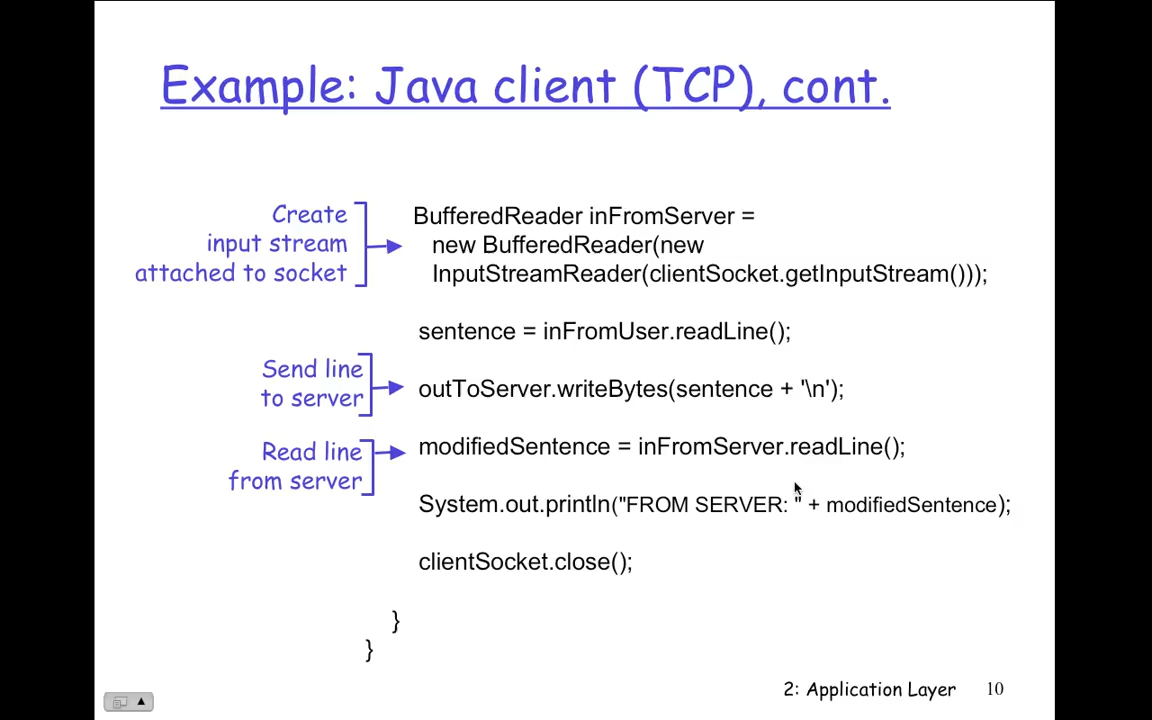 Example: Java client (TCP), cont.
Create
input stream
attached to socket
BufferedReader inFromServer =
new BufferedReader(new
InputStreamReader(clientSocket.getInputStream()));
sentence = inFromUser.readLine();
Send line
to server
outToServer.writeBytes(sentence + '\n');
Read line
from server
modifiedSentence = inFromServer.readLine();
System.out.println("FROM SERVER: " + modifiedSentence);
clientSocket.close();
}
}
2: Application Layer 10